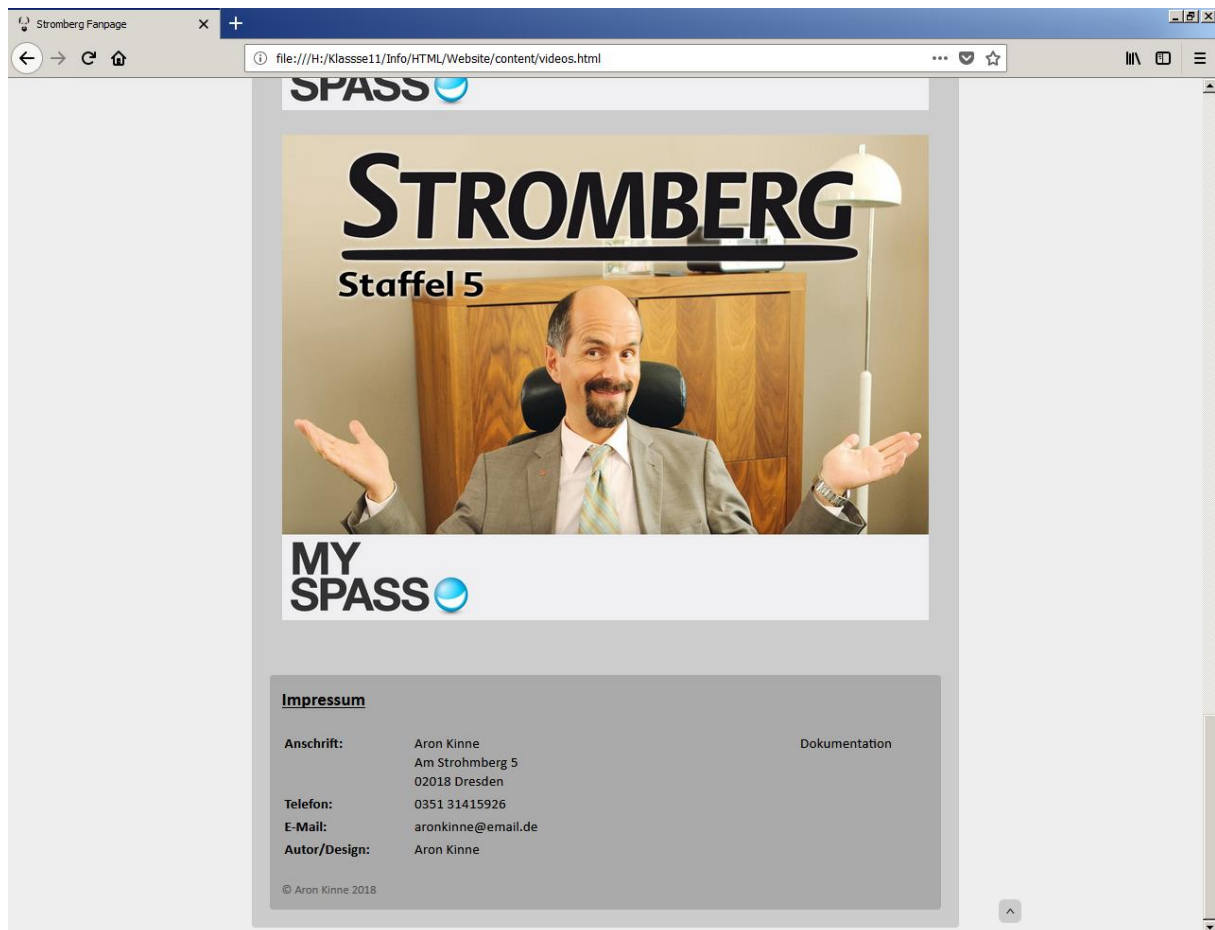 Stromberg Fanpage
file:///H:/Klassse11/Info/HTML/Website/content/videos.html
SPASS
STROMBERG
Staffel 5
MY
SPASS
Impressum
Anschrift: Aron Kinne Dokumentation
Am Strohmberg 5
02018 Dresden
Telefon: 0351 31415926
E-Mail: aronkinne@email.de
Autor/Design: Aron Kinne
© Aron Kinne 2018